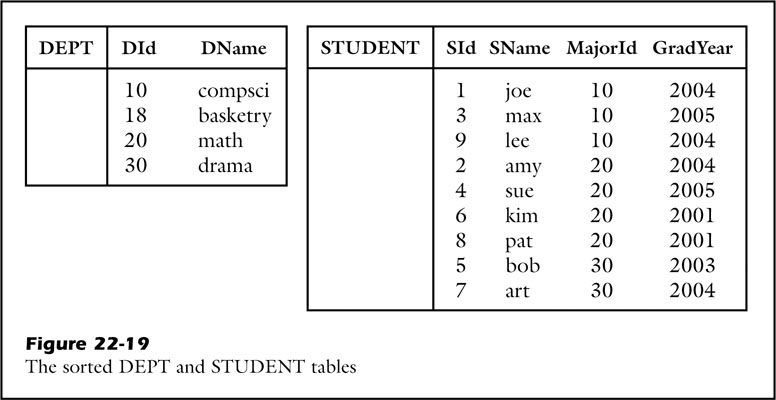 DEPT DId DName
10 compsci
18 basketry
20 math
30 drama
STUDENT SId SName MajorId GradYear
1 joe 10 2004
3 max 10 2005
9 lee 10 2004
2 amy 20 2004
4 sue 20 2005
6 kim 20 2001
8 pat 20 2001
5 bob 30 2003
7 art 30 2004
Figure 22-19
The sorted DEPT and STUDENT tables